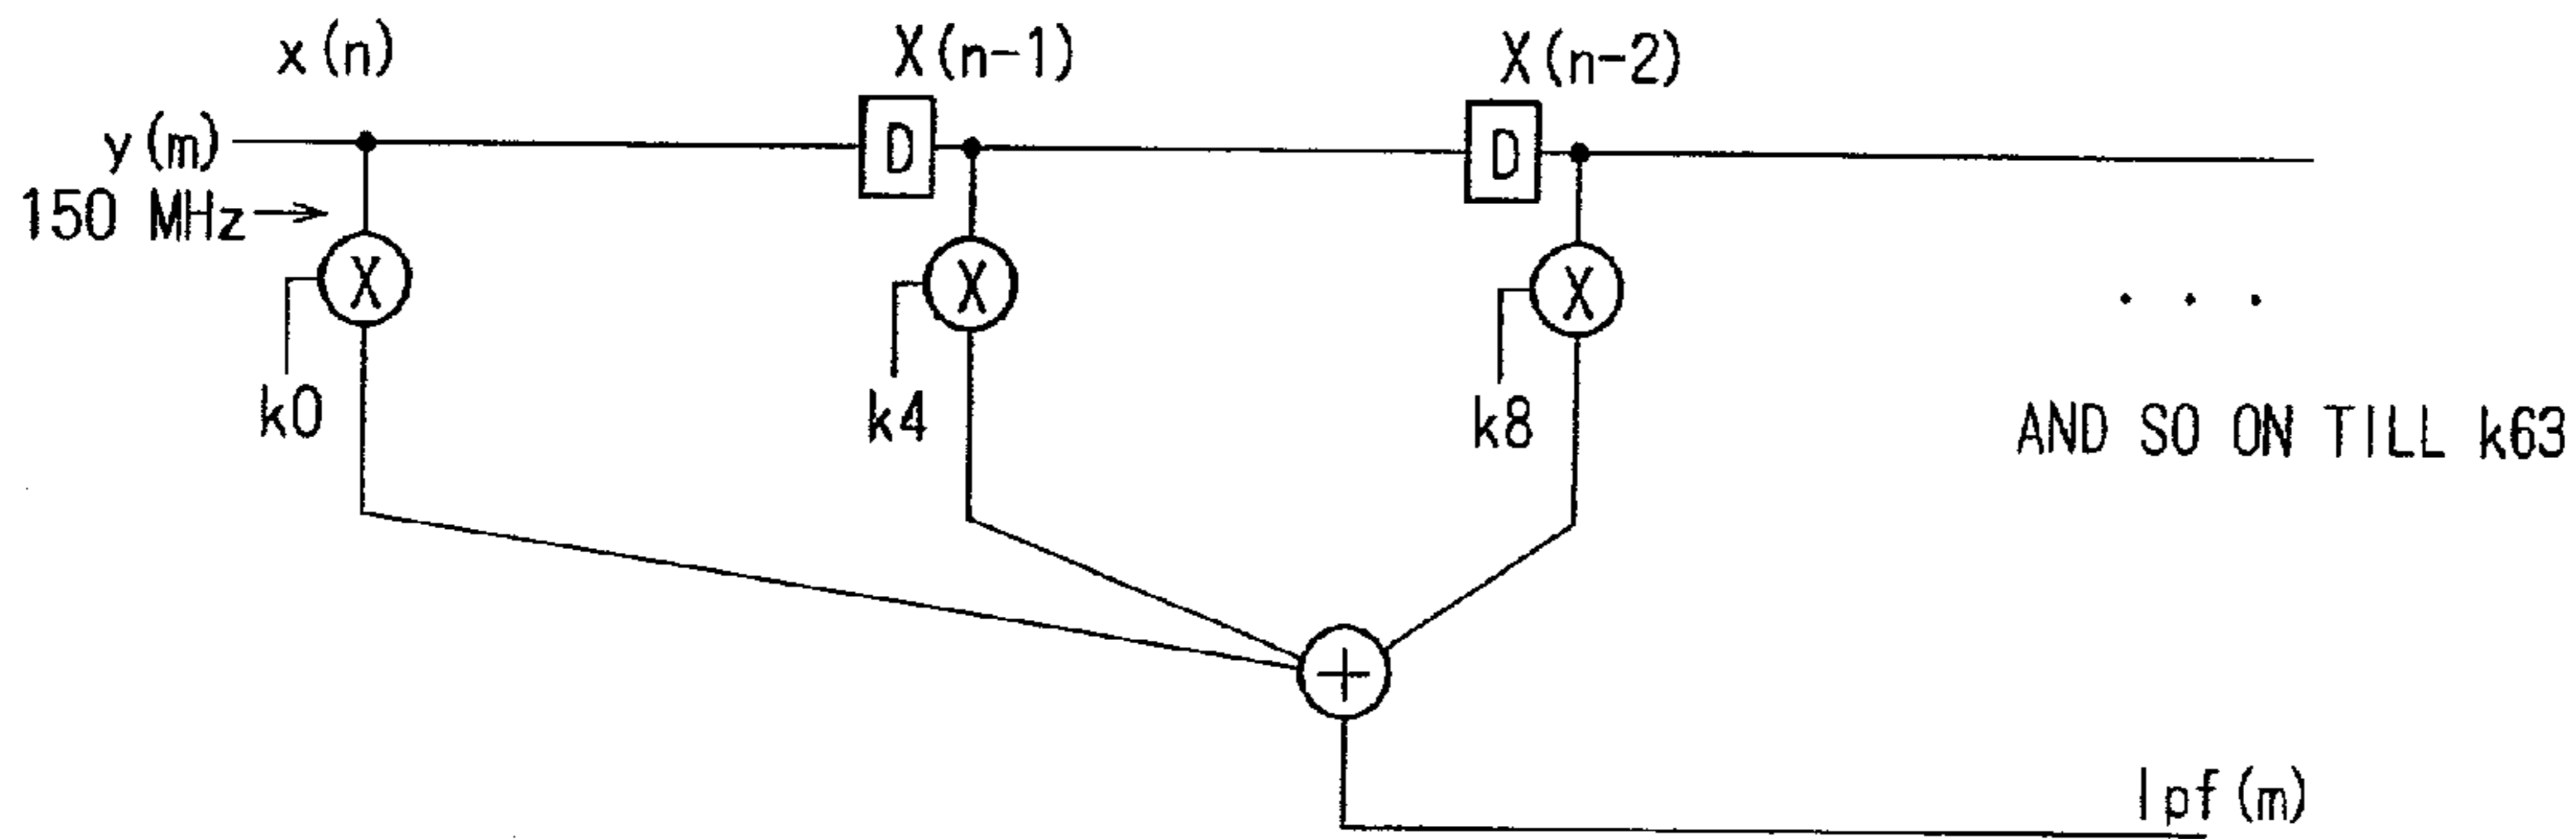 x(n)
X(n-1)
X(n-2)
y(m)
D
D
150 MHz
X
X
X
k0
k4
k8
. . .
AND SO ON TILL k63
+
lpf(m)